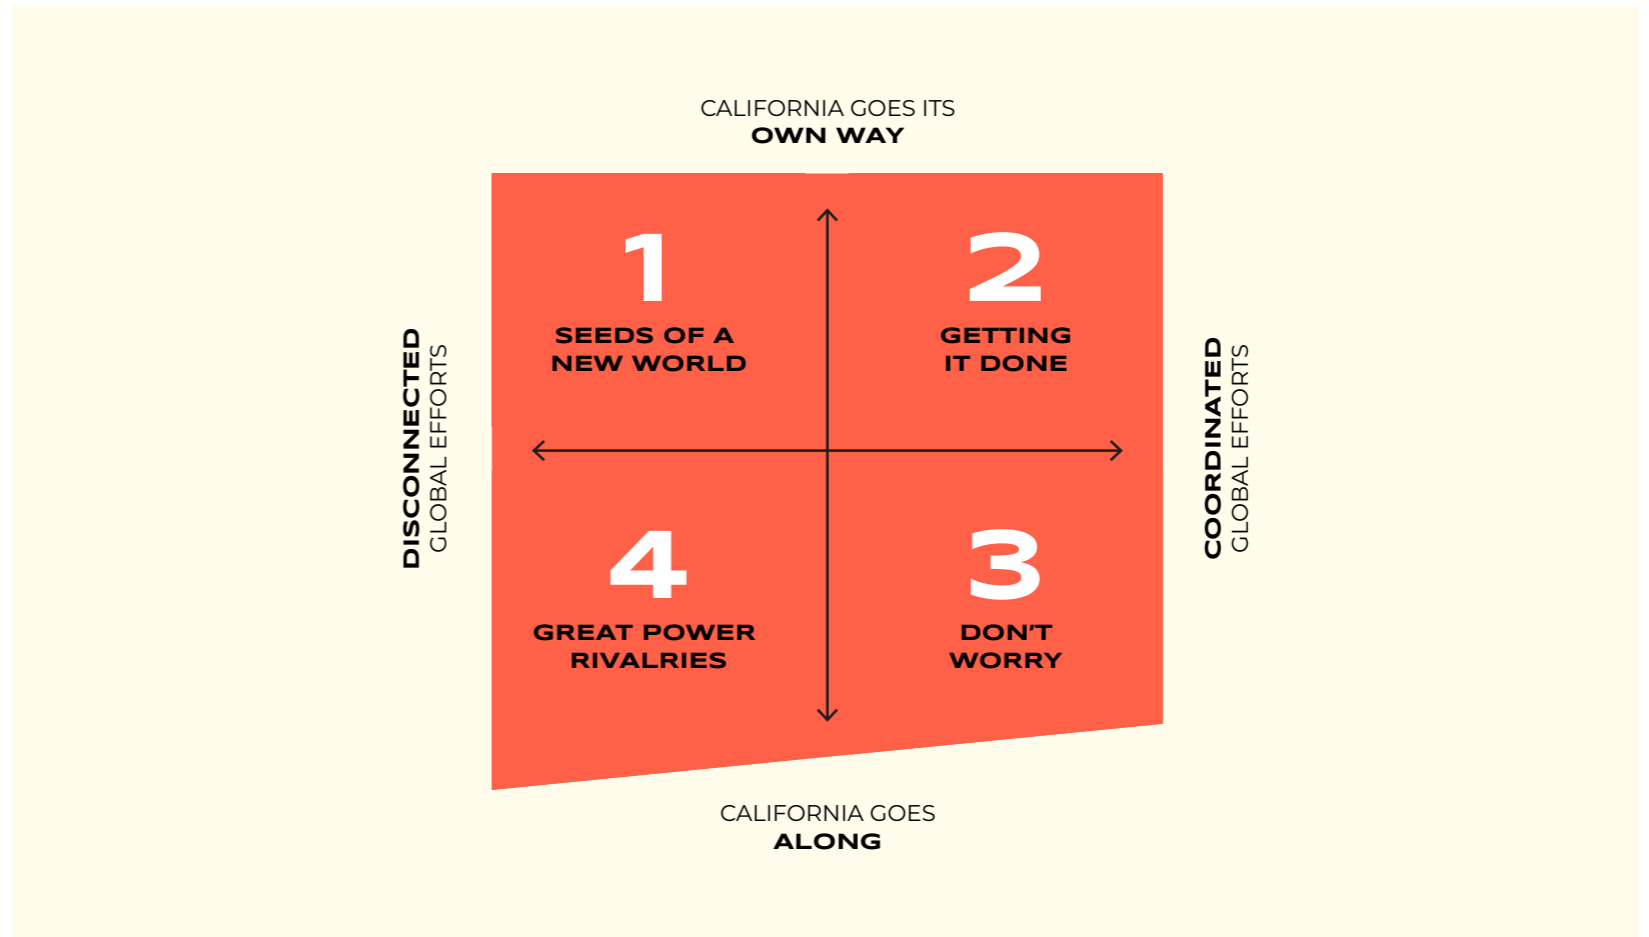 CALIFORNIA GOES ITS
OWN WAY
1
SEEDS OF A
NEW WORLD
2
GETTING
IT DONE
DISCONNECTED
GLOBAL EFFORTS
COORDINATED
GLOBAL EFFORTS
4
GREAT POWER
RIVALRIES
3
DON'T
WORRY
CALIFORNIA GOES
ALONG